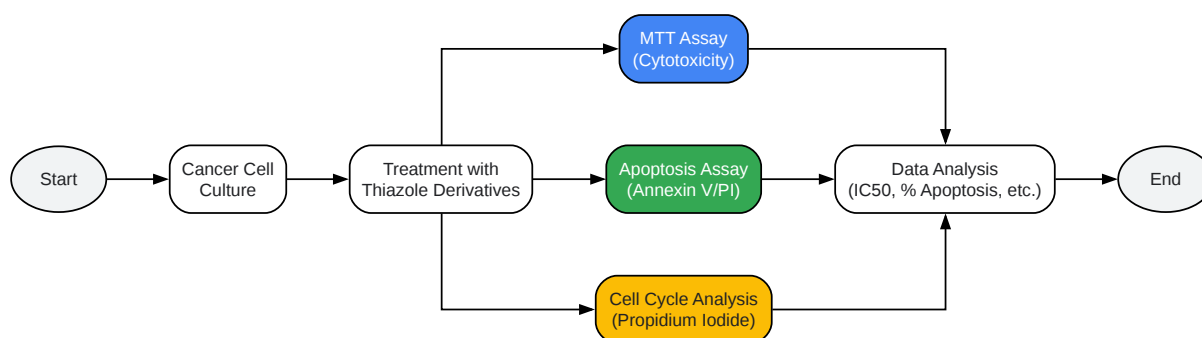 Start
Cancer Cell
Culture
Treatment with
Thiazole Derivatives
MTT Assay
(Cytotoxicity)
Apoptosis Assay
(Annexin V/PI)
Cell Cycle Analysis
(Propidium Iodide)
Data Analysis
(IC50, % Apoptosis, etc.)
End